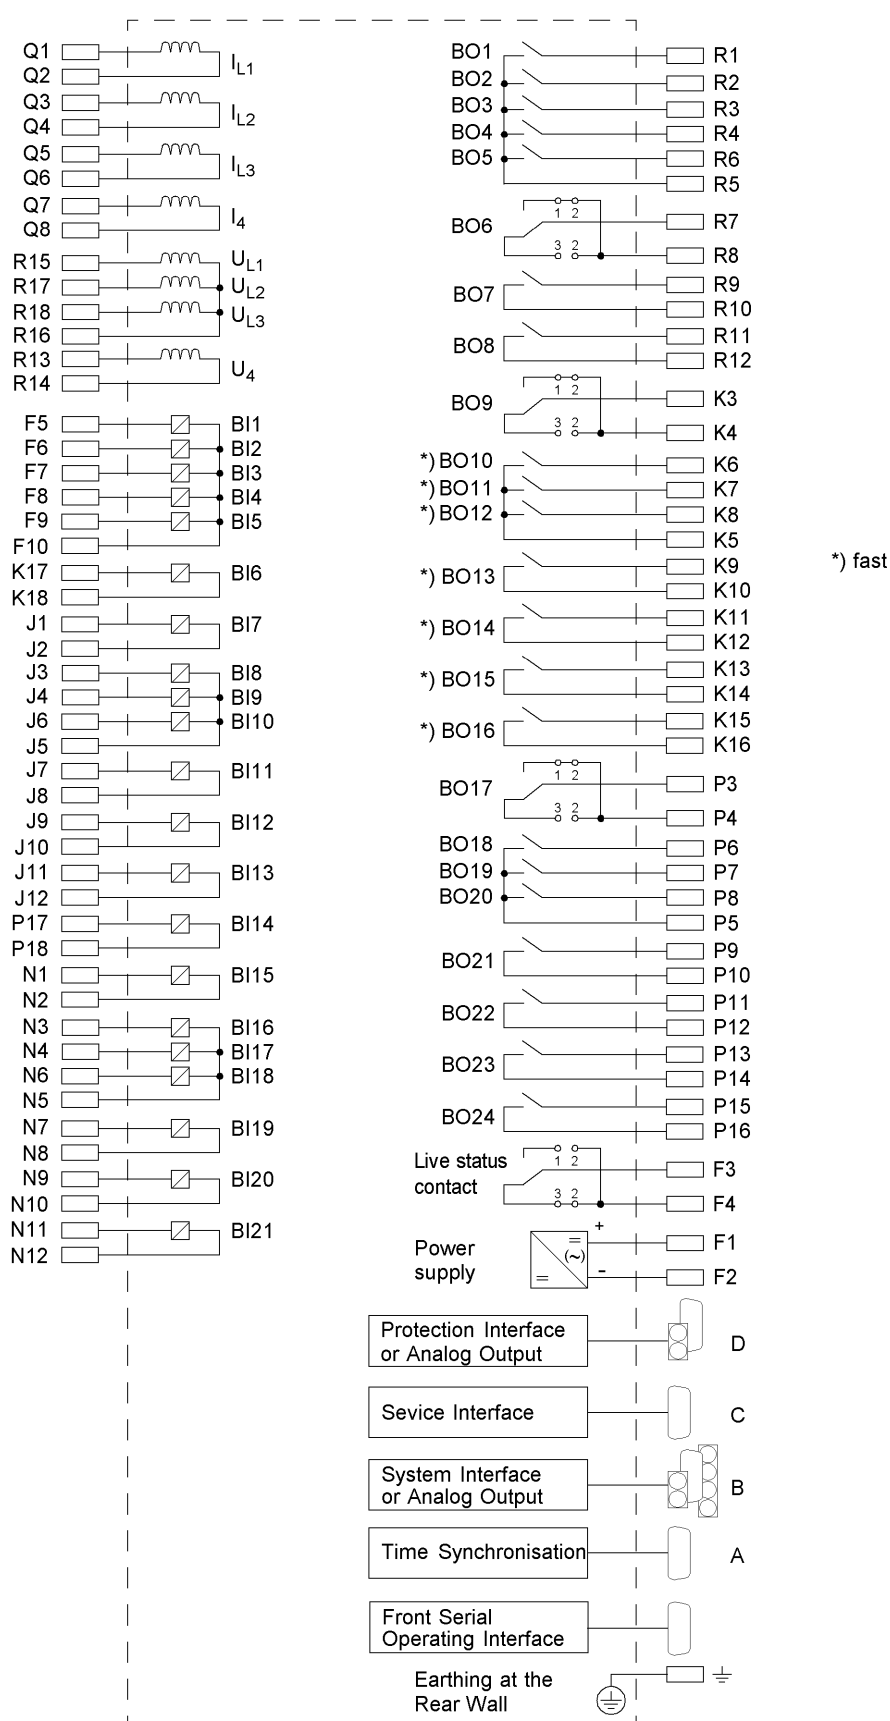 Q1
Q2
IL1
Q3
Q4
IL2
Q5
Q6
IL3
Q7
Q8
I4
R15
UL1
R17
UL2
R18
UL3
R16
R13
R14
U4
F5 BI1
F6 BI2
F7 BI3
F8 BI4
F9 BI5
F10
K17 BI6
K18
J1 BI7
J2
J3 BI8
J4 BI9
J6 BI10
J5
J7 BI11
J8
J9 BI12
J10
J11 BI13
J12
P17 BI14
P18
N1 BI15
N2
N3 BI16
N4 BI17
N6 BI18
N5
N7 BI19
N8
N9 BI20
N10
N11 BI21
N12
BO1 R1
BO2 R2
BO3 R3
BO4 R4
BO5 R6
R5
1 2
BO6 R7
3 2
R8
BO7 R9
R10
BO8 R11
R12
1 2
BO9 K3
3 2
K4
*) BO10 K6
*) BO11 K7
*) BO12 K8
K5
*) BO13 K9
K10
*) fast
*) BO14 K11
K12
*) BO15 K13
K14
*) BO16 K15
K16
1 2
BO17 P3
3 2
P4
BO18 P6
BO19 P7
BO20 P8
P5
BO21 P9
P10
BO22 P11
P12
BO23 P13
P14
BO24 P15
P16
1 2
Live status
contact
F3
3 2
F4
Power
supply
= (~) =
+ F1
- F2
Protection Interface
or Analog Output
D
Sevice Interface
C
System Interface
or Analog Output
B
Time Synchronisation
A
Front Serial
Operating Interface
Earthing at the
Rear Wall